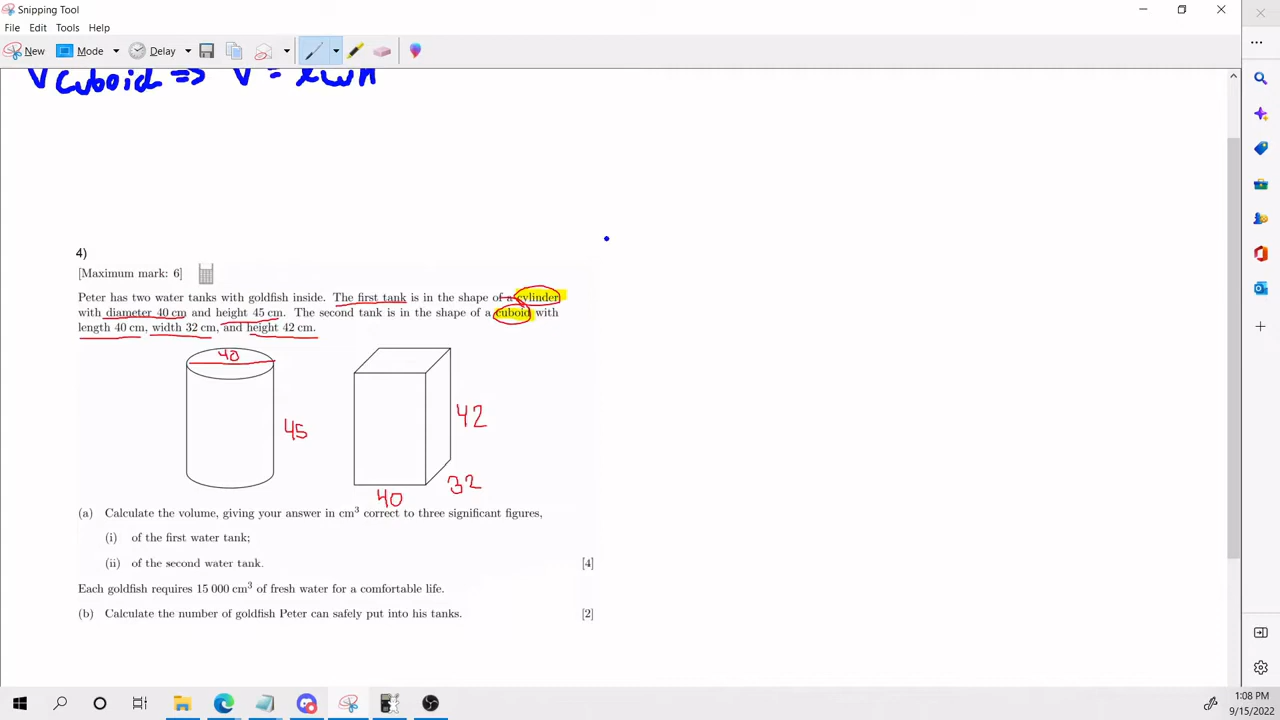 Snipping Tool
File Edit Tools Help
New Mode Delay
V cuboid ⇒ V = lwh
4)
[Maximum mark: 6]
Peter has two water tanks with goldfish inside. The first tank is in the shape of a cylinder
with diameter 40 cm and height 45 cm. The second tank is in the shape of a cuboid with
length 40 cm, width 32 cm, and height 42 cm.
40
45
42
32
40
(a) Calculate the volume, giving your answer in cm³ correct to three significant figures,
(i) of the first water tank;
(ii) of the second water tank. [4]
Each goldfish requires 15 000 cm³ of fresh water for a comfortable life.
(b) Calculate the number of goldfish Peter can safely put into his tanks. [2]
1:08 PM
9/15/2022